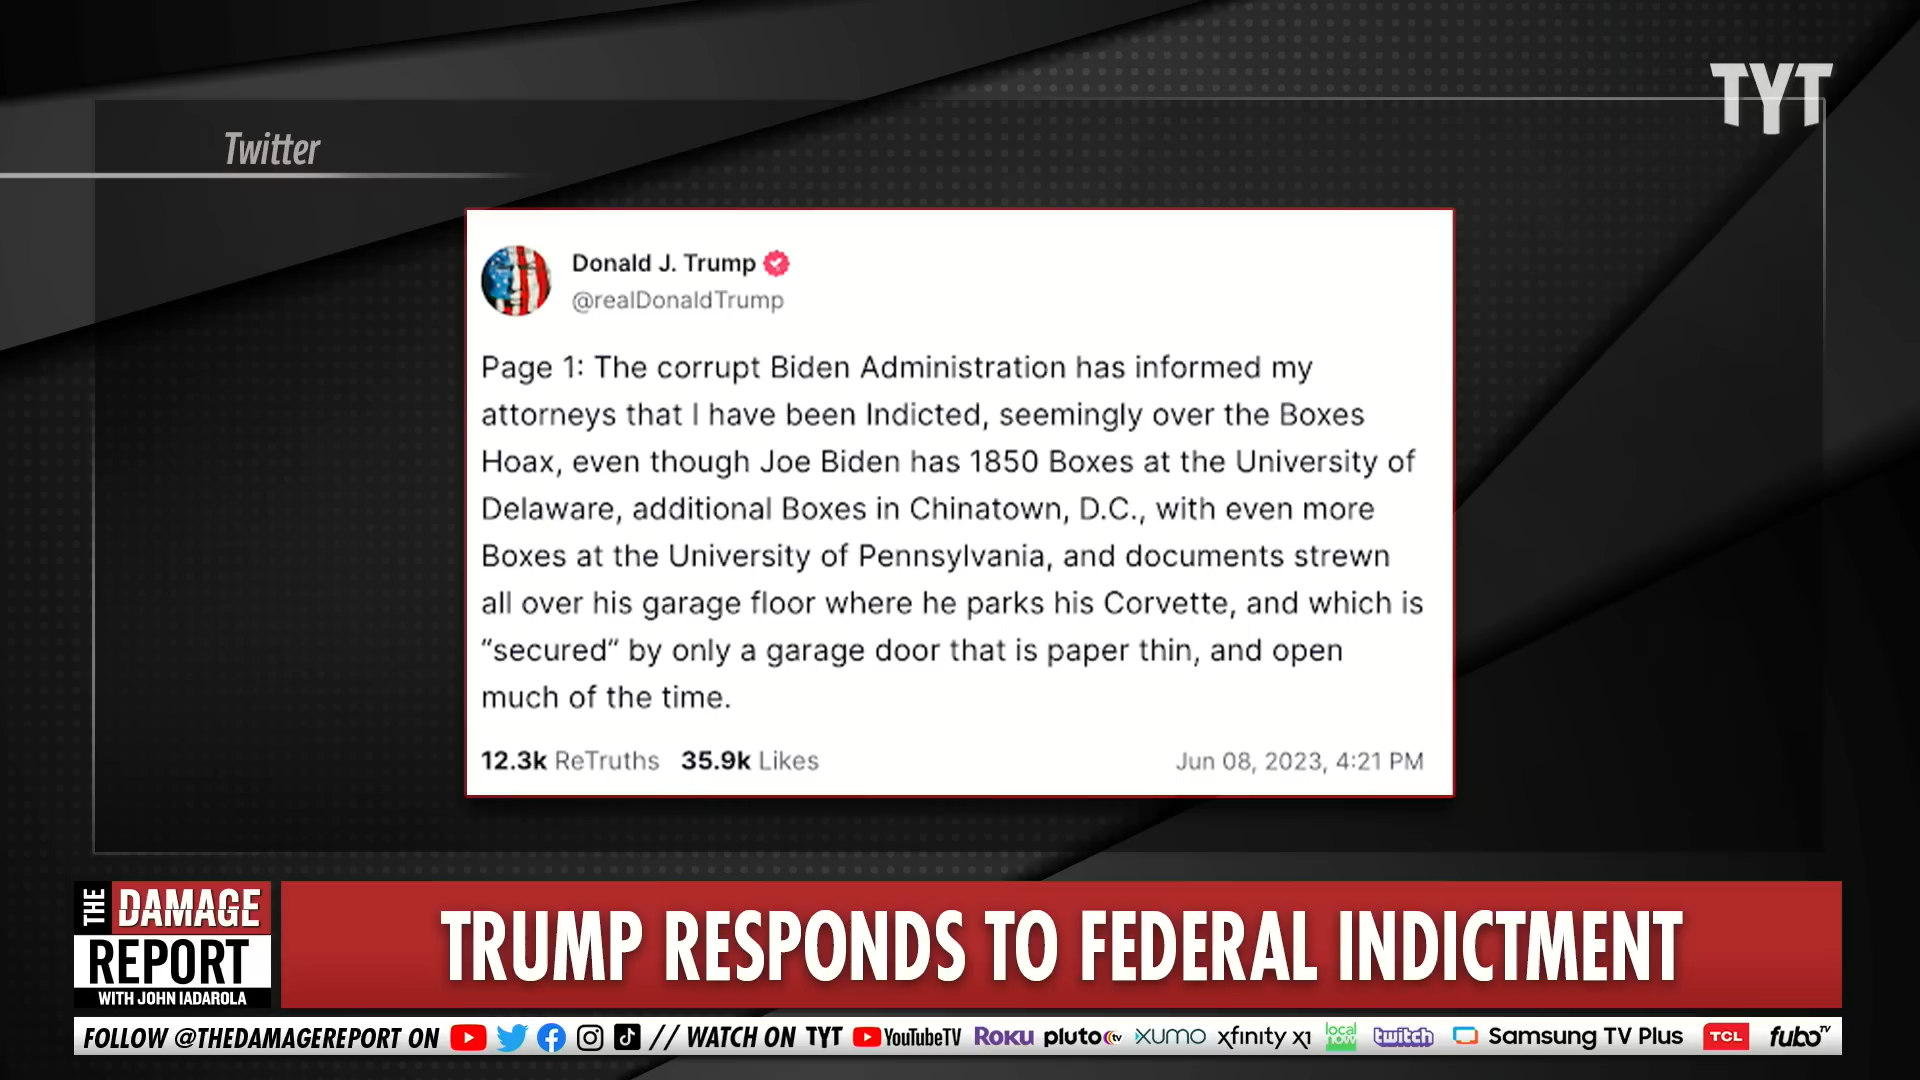 TYT
Twitter
Donald J. Trump
@realDonaldTrump
Page 1: The corrupt Biden Administration has informed my
attorneys that I have been Indicted, seemingly over the Boxes
Hoax, even though Joe Biden has 1850 Boxes at the University of
Delaware, additional Boxes in Chinatown, D.C., with even more
Boxes at the University of Pennsylvania, and documents strewn
all over his garage floor where he parks his Corvette, and which is
“secured“ by only a garage door that is paper thin, and open
much of the time.
12.3k ReTruths 35.9k Likes Jun 08, 2023, 4:21 PM
THE DAMAGE
REPORT
WITH JOHN IADAROLA
TRUMP RESPONDS TO FEDERAL INDICTMENT
FOLLOW @THEDAMAGEREPORT ON // WATCH ON TYT YouTubeTV ROKU pluto tv XUMO xfinity x1 local now twitch Samsung TV Plus TCL fubo TV